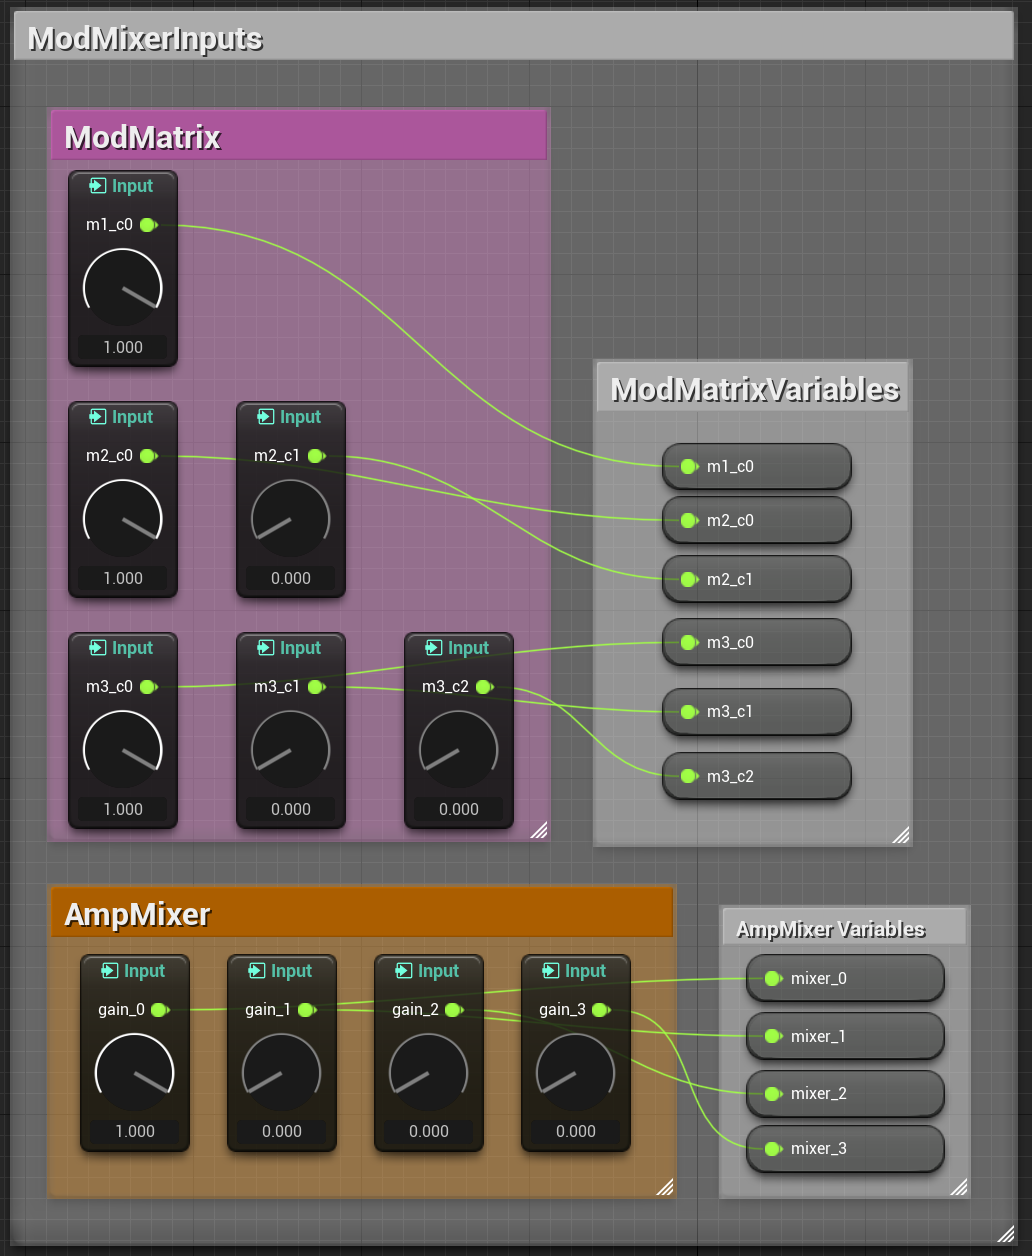 ModMixerInputs
ModMatrix
Input
m1_c0
1.000
Input
m2_c0
1.000
Input
m2_c1
0.000
Input
m3_c0
1.000
Input
m3_c1
0.000
Input
m3_c2
0.000
ModMatrixVariables
m1_c0
m2_c0
m2_c1
m3_c0
m3_c1
m3_c2
AmpMixer
Input
gain_0
1.000
Input
gain_1
0.000
Input
gain_2
0.000
Input
gain_3
0.000
AmpMixer Variables
mixer_0
mixer_1
mixer_2
mixer_3